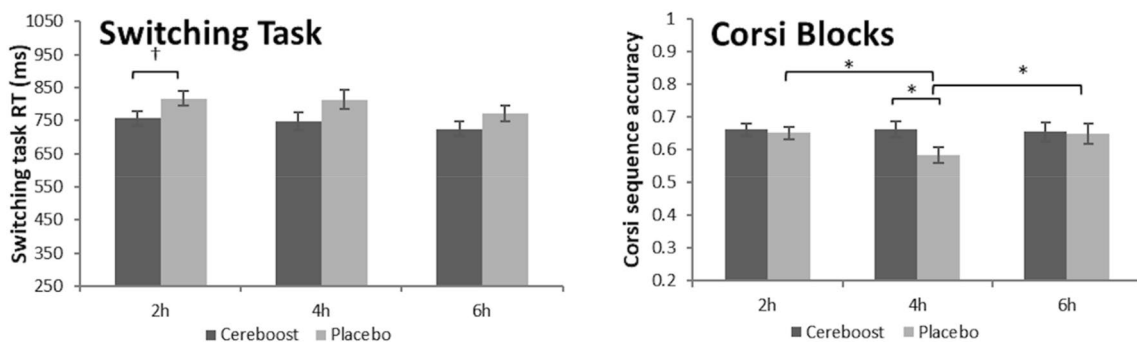 Switching Task
Switching task RT (ms)
1050
950
850
750
650
550
450
350
250
†
2h
4h
6h
Cereboost
Placebo
Corsi Blocks
Corsi sequence accuracy
1
0.9
0.8
0.7
0.6
0.5
0.4
0.3
0.2
*
*
*
2h
4h
6h
Cereboost
Placebo